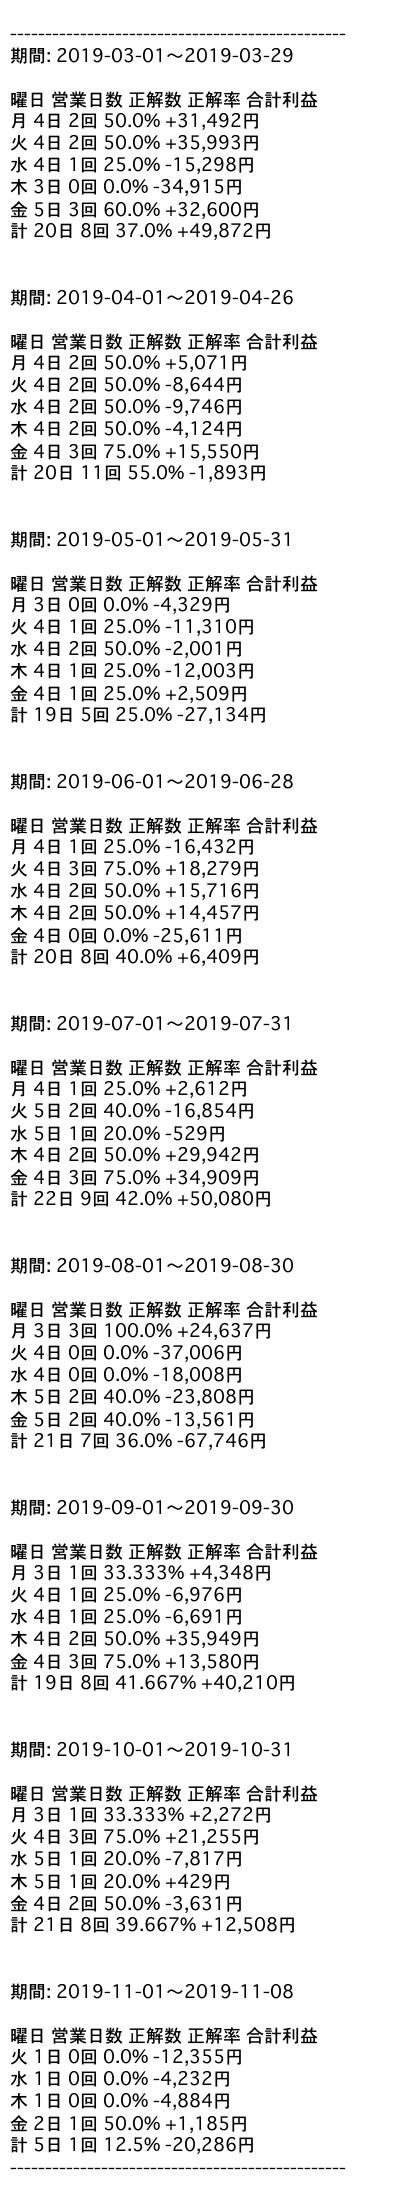 ------------------------------------------------
期間: 2019-03-01～2019-03-29
曜日 営業日数 正解数 正解率 合計利益
月 4日 2回 50.0% +31,492円
火 4日 2回 50.0% +35,993円
水 4日 1回 25.0% -15,298円
木 3日 0回 0.0% -34,915円
金 5日 3回 60.0% +32,600円
計 20日 8回 37.0% +49,872円
期間: 2019-04-01～2019-04-26
曜日 営業日数 正解数 正解率 合計利益
月 4日 2回 50.0% +5,071円
火 4日 2回 50.0% -8,644円
水 4日 2回 50.0% -9,746円
木 4日 2回 50.0% -4,124円
金 4日 3回 75.0% +15,550円
計 20日 11回 55.0% -1,893円
期間: 2019-05-01～2019-05-31
曜日 営業日数 正解数 正解率 合計利益
月 3日 0回 0.0% -4,329円
火 4日 1回 25.0% -11,310円
水 4日 2回 50.0% -2,001円
木 4日 1回 25.0% -12,003円
金 4日 1回 25.0% +2,509円
計 19日 5回 25.0% -27,134円
期間: 2019-06-01～2019-06-28
曜日 営業日数 正解数 正解率 合計利益
月 4日 1回 25.0% -16,432円
火 4日 3回 75.0% +18,279円
水 4日 2回 50.0% +15,716円
木 4日 2回 50.0% +14,457円
金 4日 0回 0.0% -25,611円
計 20日 8回 40.0% +6,409円
期間: 2019-07-01～2019-07-31
曜日 営業日数 正解数 正解率 合計利益
月 4日 1回 25.0% +2,612円
火 5日 2回 40.0% -16,854円
水 5日 1回 20.0% -529円
木 4日 2回 50.0% +29,942円
金 4日 3回 75.0% +34,909円
計 22日 9回 42.0% +50,080円
期間: 2019-08-01～2019-08-30
曜日 営業日数 正解数 正解率 合計利益
月 3日 3回 100.0% +24,637円
火 4日 0回 0.0% -37,006円
水 4日 0回 0.0% -18,008円
木 5日 2回 40.0% -23,808円
金 5日 2回 40.0% -13,561円
計 21日 7回 36.0% -67,746円
期間: 2019-09-01～2019-09-30
曜日 営業日数 正解数 正解率 合計利益
月 3日 1回 33.333% +4,348円
火 4日 1回 25.0% -6,976円
水 4日 1回 25.0% -6,691円
木 4日 2回 50.0% +35,949円
金 4日 3回 75.0% +13,580円
計 19日 8回 41.667% +40,210円
期間: 2019-10-01～2019-10-31
曜日 営業日数 正解数 正解率 合計利益
月 3日 1回 33.333% +2,272円
火 4日 3回 75.0% +21,255円
水 5日 1回 20.0% -7,817円
木 5日 1回 20.0% +429円
金 4日 2回 50.0% -3,631円
計 21日 8回 39.667% +12,508円
期間: 2019-11-01～2019-11-08
曜日 営業日数 正解数 正解率 合計利益
火 1日 0回 0.0% -12,355円
水 1日 0回 0.0% -4,232円
木 1日 0回 0.0% -4,884円
金 2日 1回 50.0% +1,185円
計 5日 1回 12.5% -20,286円
------------------------------------------------